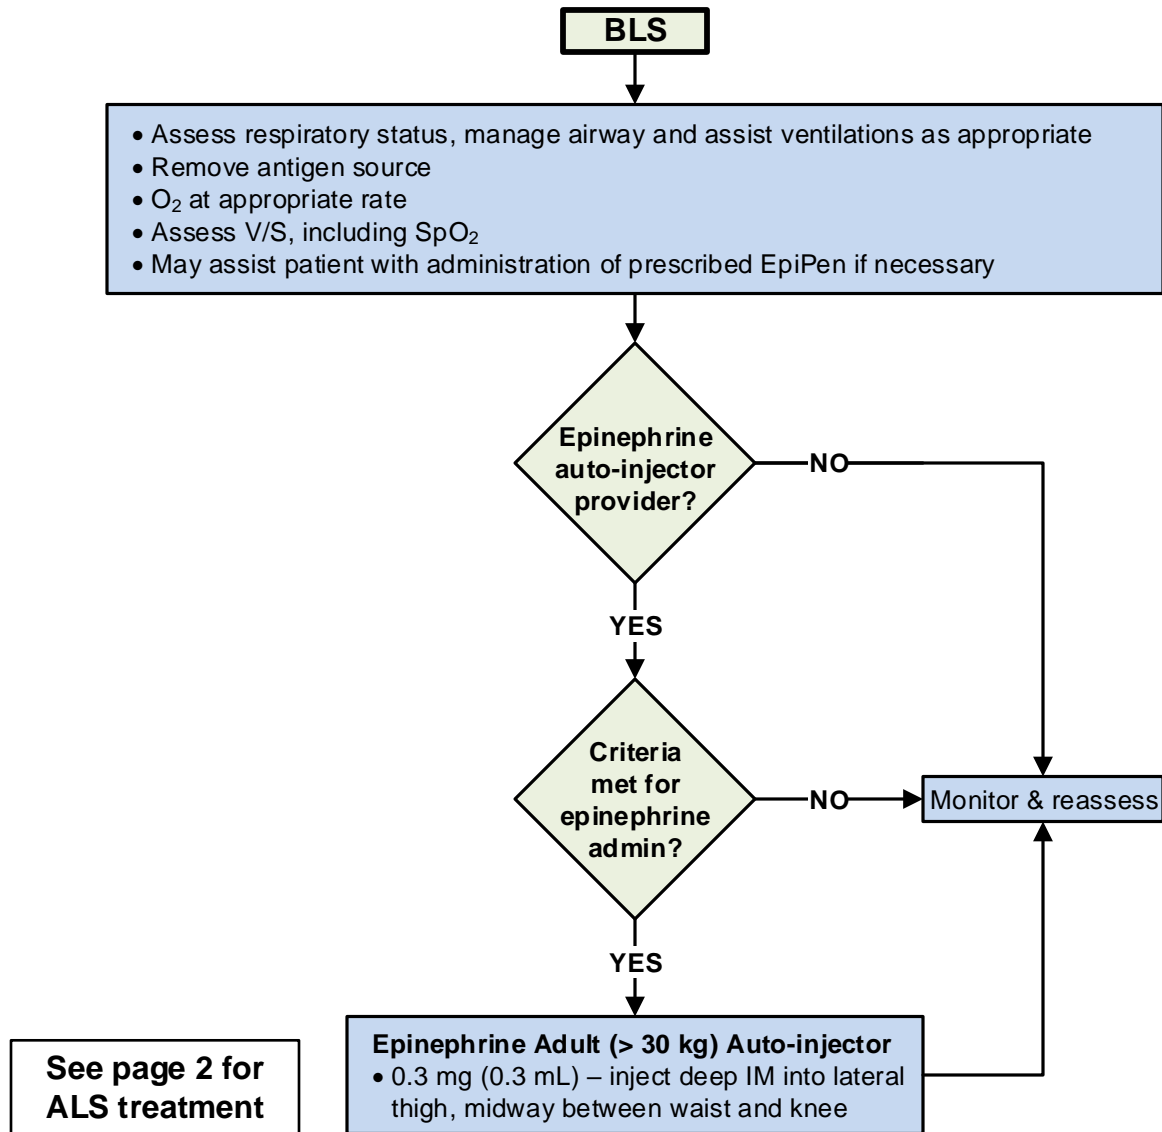 BLS
• Assess respiratory status, manage airway and assist ventilations as appropriate
• Remove antigen source
• O₂ at appropriate rate
• Assess V/S, including SpO₂
• May assist patient with administration of prescribed EpiPen if necessary
Epinephrine
auto-injector
provider?
NO
YES
Criteria
met for
epinephrine
admin?
NO
Monitor & reassess
YES
Epinephrine Adult (> 30 kg) Auto-injector
• 0.3 mg (0.3 mL) – inject deep IM into lateral
thigh, midway between waist and knee
See page 2 for
ALS treatment